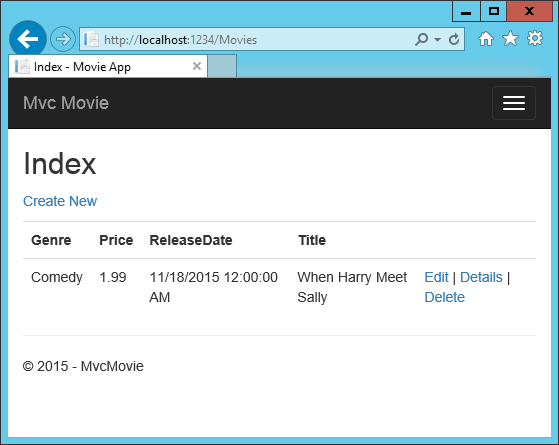 http://localhost:1234/Movies
Index - Movie App
Mvc Movie
Index
Create New
Genre Price ReleaseDate Title
Comedy 1.99 11/18/2015 12:00:00 When Harry Meet Edit | Details |
AM Sally Delete
© 2015 - MvcMovie